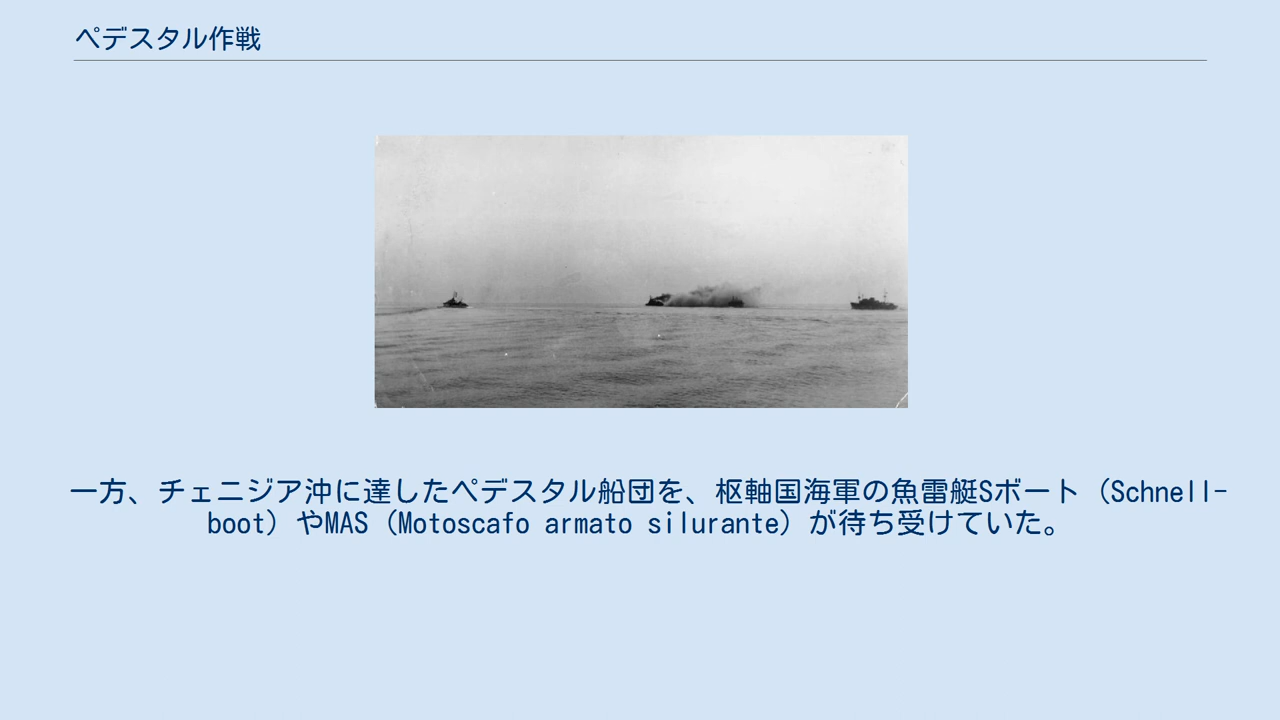 ペデスタル作戦
一方、チェニジア沖に達したペデスタル船団を、枢軸国海軍の魚雷艇Sボート（Schnell-
boot）やMAS（Motoscafo armato silurante）が待ち受けていた。